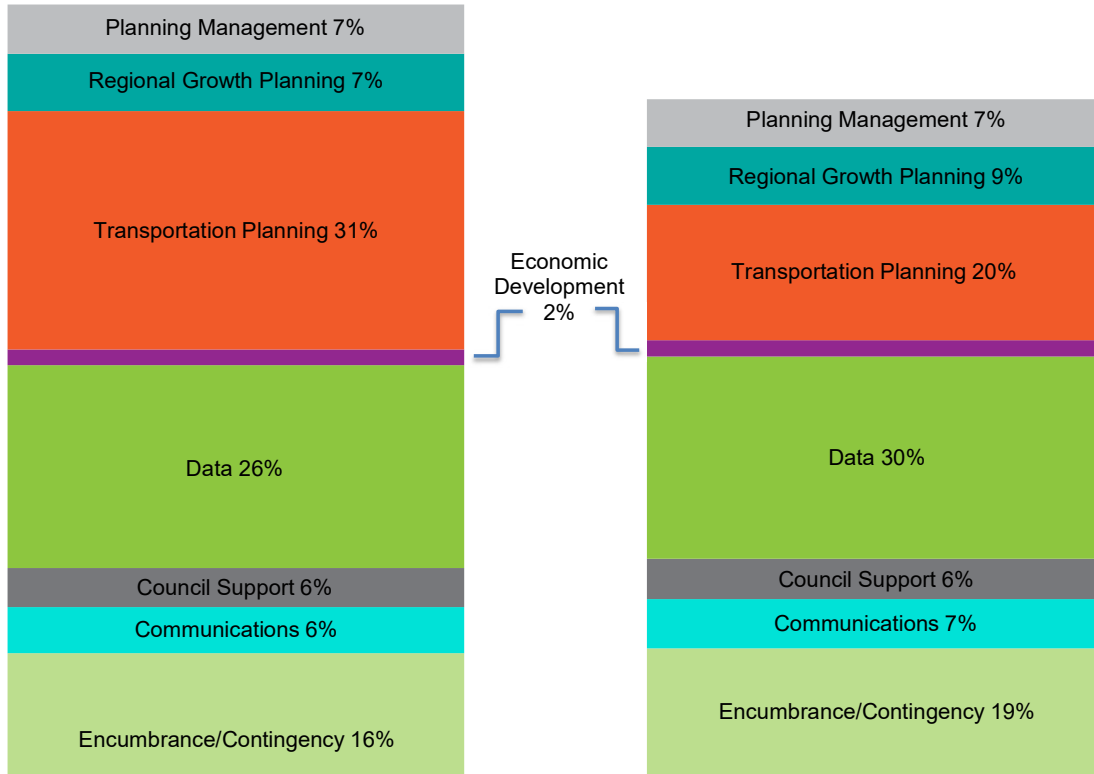 Planning Management 7%
Regional Growth Planning 7%
Transportation Planning 31%
Data 26%
Council Support 6%
Communications 6%
Encumbrance/Contingency 16%
Economic
Development
2%
Planning Management 7%
Regional Growth Planning 9%
Transportation Planning 20%
Data 30%
Council Support 6%
Communications 7%
Encumbrance/Contingency 19%